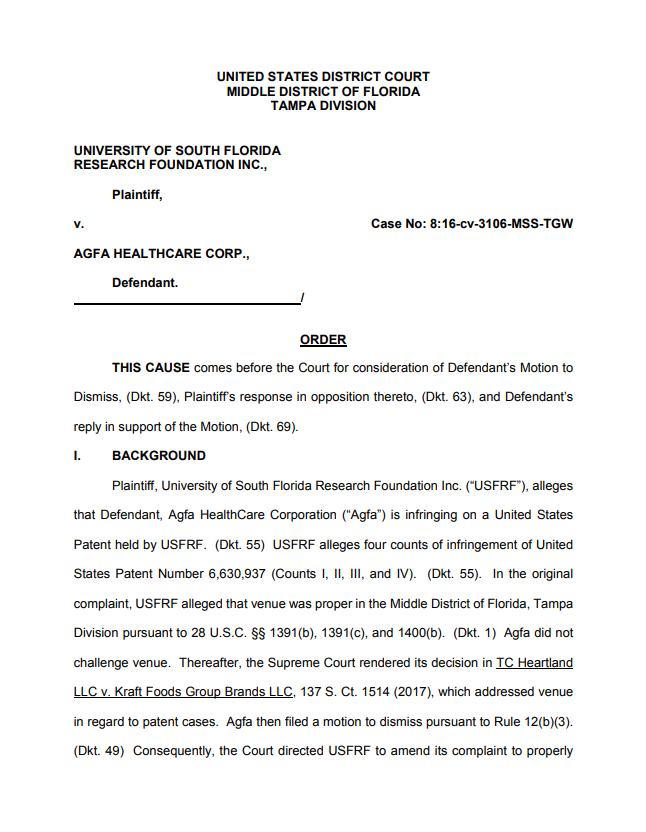 UNITED STATES DISTRICT COURT
MIDDLE DISTRICT OF FLORIDA
TAMPA DIVISION
UNIVERSITY OF SOUTH FLORIDA
RESEARCH FOUNDATION INC.,
Plaintiff,
v. Case No: 8:16-cv-3106-MSS-TGW
AGFA HEALTHCARE CORP.,
Defendant.
/
ORDER
THIS CAUSE comes before the Court for consideration of Defendant's Motion to
Dismiss, (Dkt. 59), Plaintiff's response in opposition thereto, (Dkt. 63), and Defendant's
reply in support of the Motion, (Dkt. 69).
I. BACKGROUND
Plaintiff, University of South Florida Research Foundation Inc. ("USFRF"), alleges
that Defendant, Agfa HealthCare Corporation ("Agfa") is infringing on a United States
Patent held by USFRF. (Dkt. 55) USFRF alleges four counts of infringement of United
States Patent Number 6,630,937 (Counts I, II, III, and IV). (Dkt. 55). In the original
complaint, USFRF alleged that venue was proper in the Middle District of Florida, Tampa
Division pursuant to 28 U.S.C. §§ 1391(b), 1391(c), and 1400(b). (Dkt. 1) Agfa did not
challenge venue. Thereafter, the Supreme Court rendered its decision in TC Heartland
LLC v. Kraft Foods Group Brands LLC, 137 S. Ct. 1514 (2017), which addressed venue
in regard to patent cases. Agfa then filed a motion to dismiss pursuant to Rule 12(b)(3).
(Dkt. 49) Consequently, the Court directed USFRF to amend its complaint to properly